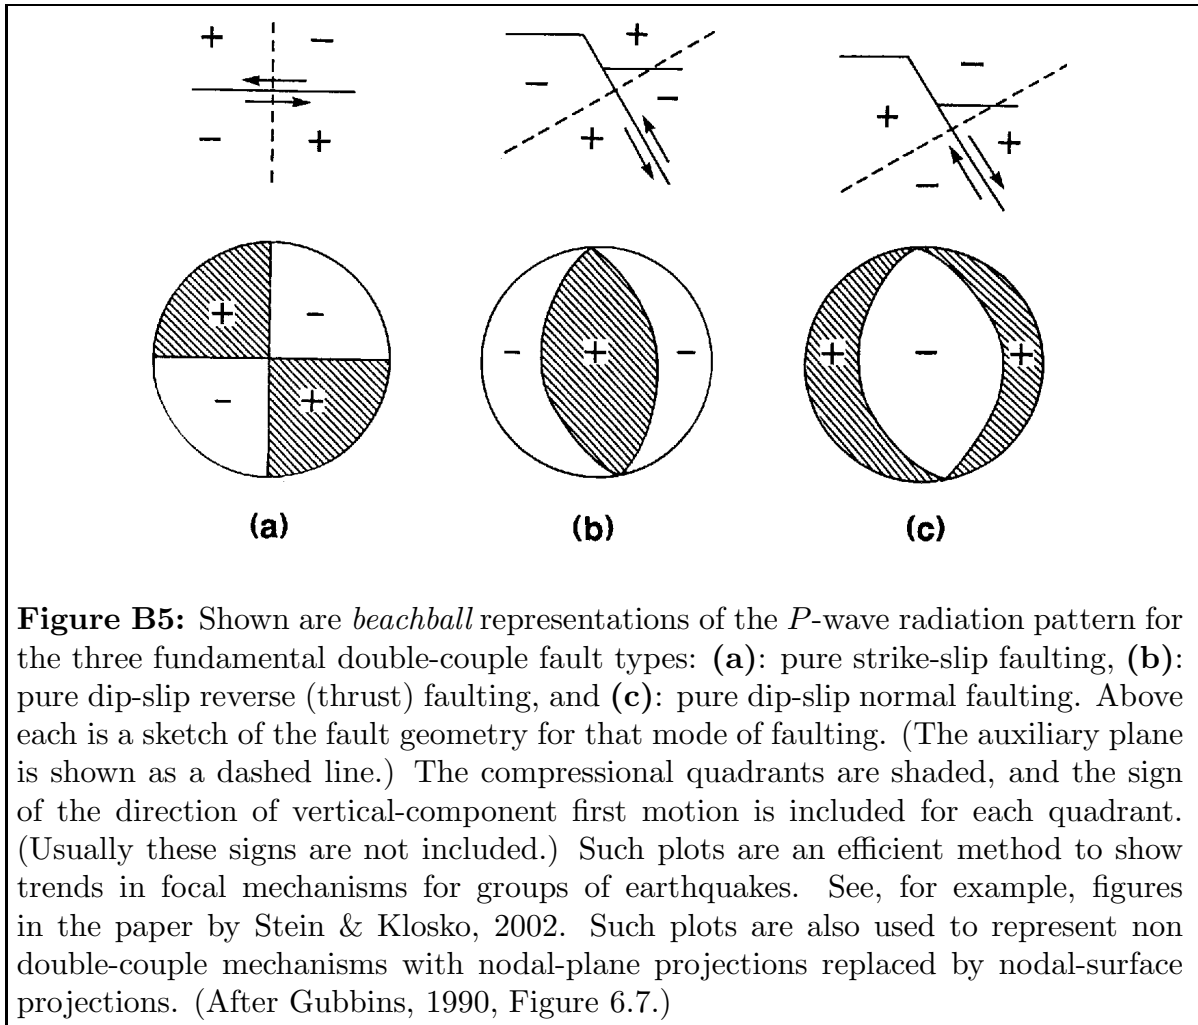 + −
− +
+
− −
+
−
+ +
−
+ −
− +
− + −
+ − +
(a) (b) (c)
Figure B5: Shown are beachball representations of the P-wave radiation pattern for
the three fundamental double-couple fault types: (a): pure strike-slip faulting, (b):
pure dip-slip reverse (thrust) faulting, and (c): pure dip-slip normal faulting. Above
each is a sketch of the fault geometry for that mode of faulting. (The auxiliary plane
is shown as a dashed line.) The compressional quadrants are shaded, and the sign
of the direction of vertical-component first motion is included for each quadrant.
(Usually these signs are not included.) Such plots are an efficient method to show
trends in focal mechanisms for groups of earthquakes. See, for example, figures
in the paper by Stein & Klosko, 2002. Such plots are also used to represent non
double-couple mechanisms with nodal-plane projections replaced by nodal-surface
projections. (After Gubbins, 1990, Figure 6.7.)